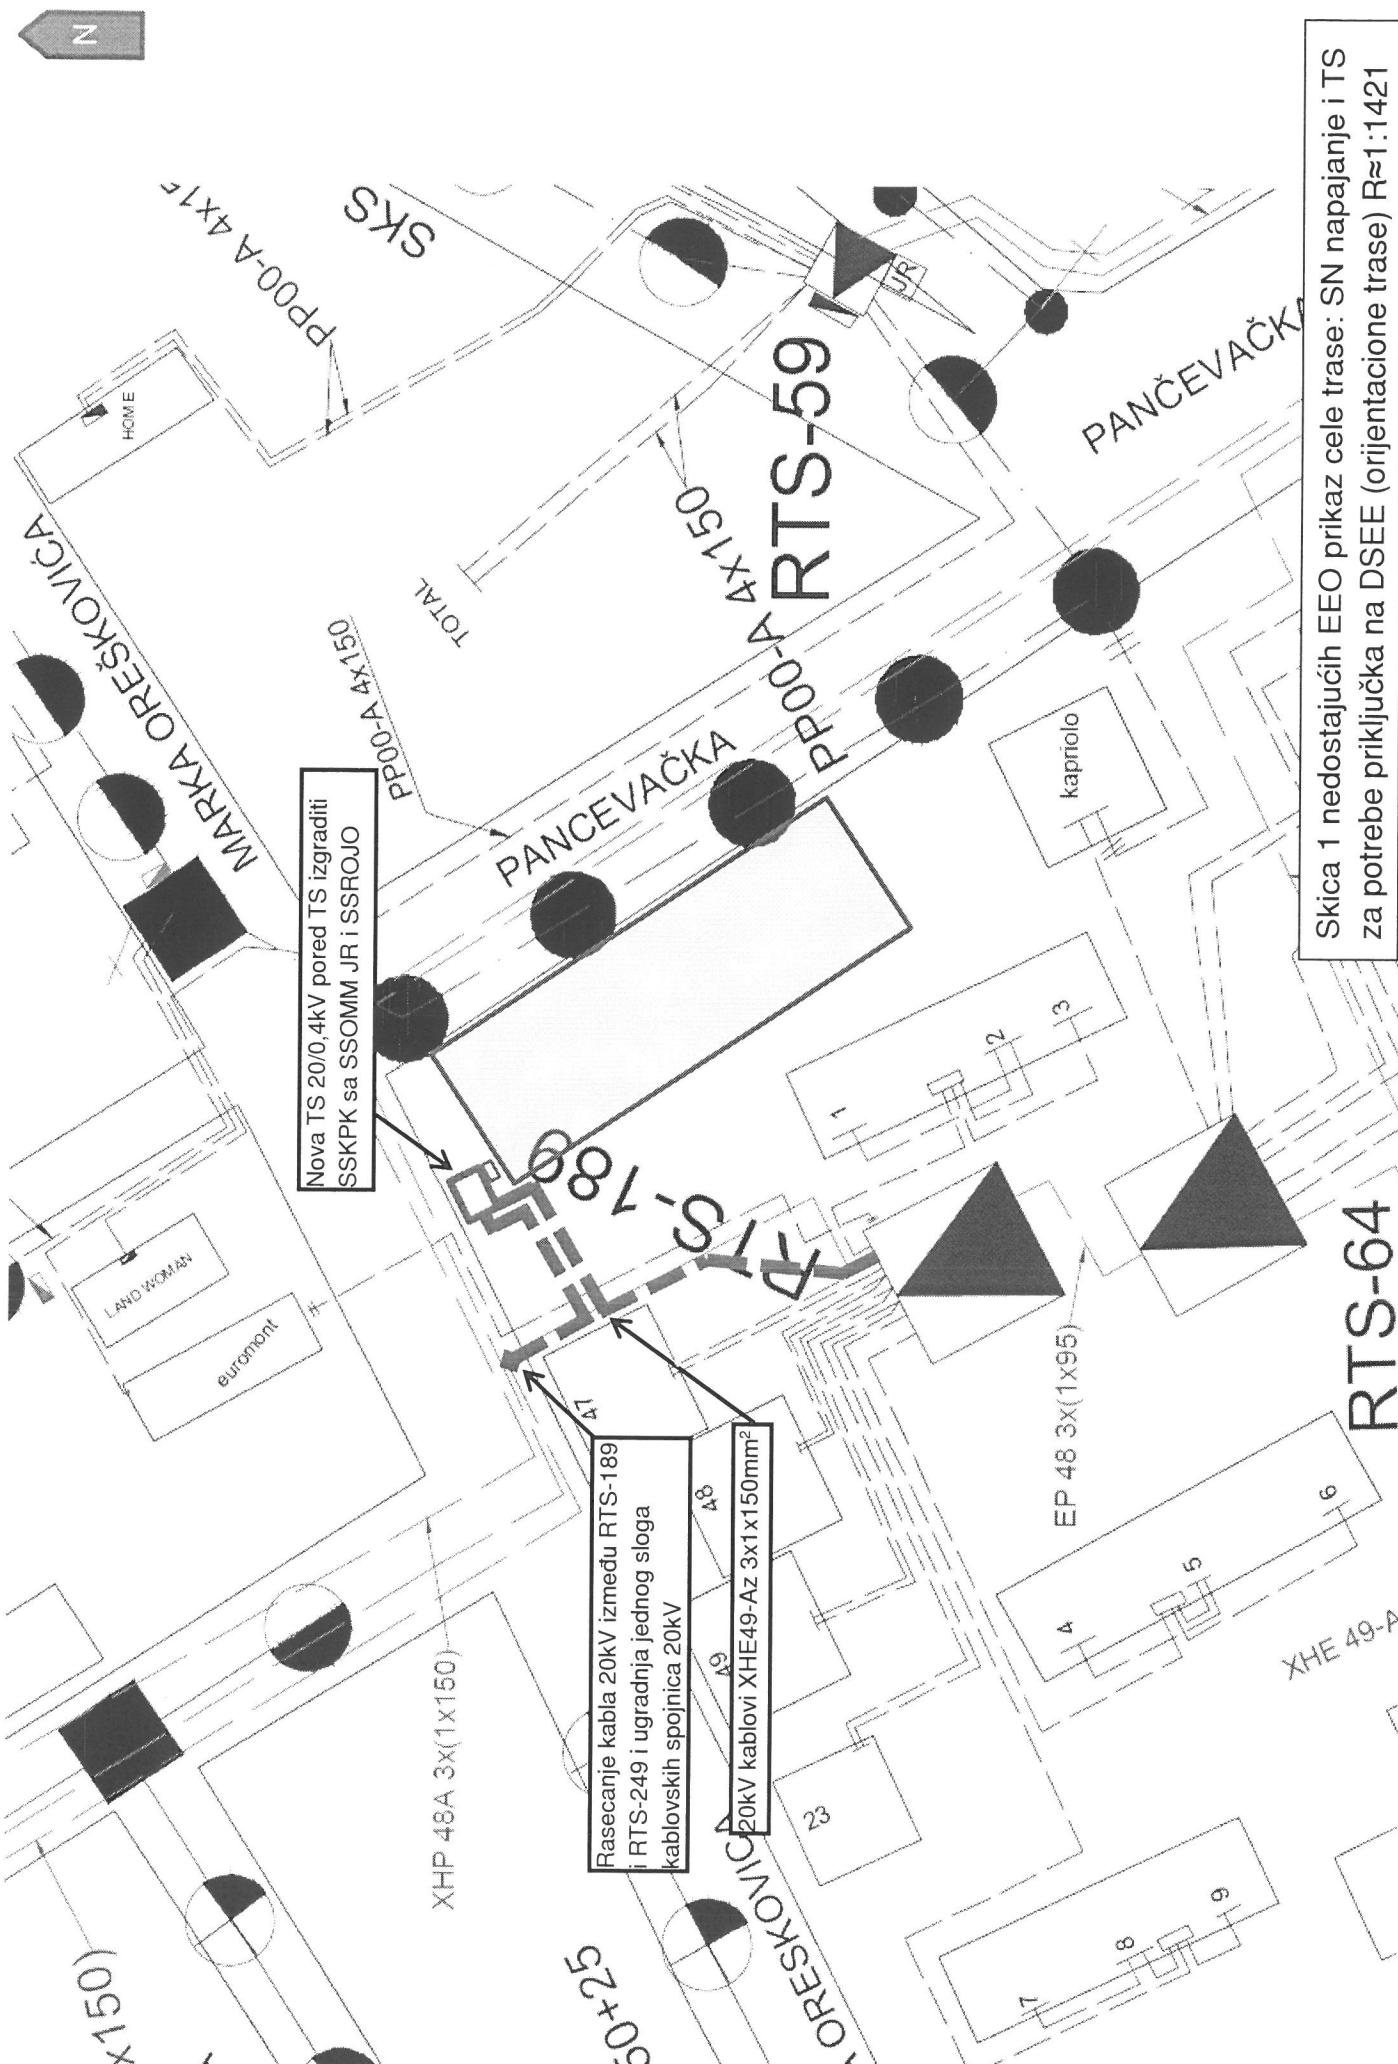 N
SKS
PP00-A 4x15
HOME
MARKA OREŠKOVIĆA
TOTAL
PP00-A 4x150
PP00-A 4x150
RTS-59
JR
PANČEVAČKA
PANCEVAČKA
kapriolo
Nova TS 20/0,4kV pored TS izgraditi
SSKPK sa SSOMM JR i SSROJO
LAND WOMAN
euromont
RTS-189
1
2
3
47
48
49
23
Rasecanje kabla 20kV između RTS-189
i RTS-249 i ugradnja jednog sloga
kablovskih spojnica 20kV
20kV kablovi XHE49-Az 3x1x150mm²
XHP 48A 3x(1x150)
EP 48 3x(1x95)
RTS-64
4
5
6
7
8
9
XHE 49-A
x150)
50+25
A ORESKOVICA
Skica 1 nedostajućih EEO prikaz cele trase: SN napajanje i TS
za potrebe priključka na DSEE (orijentacione trase) R≈1:1421